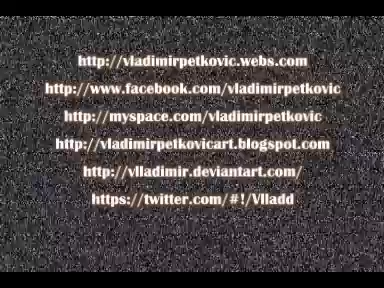 http://vladimirpetkovic.webs.com
http://www.facebook.com/vladimirpetkovic
http://myspace.com/vladimirpetkovic
http://vladimirpetkovicart.blogspot.com
http://vlladimir.deviantart.com/
https://twitter.com/#!/Vlladd